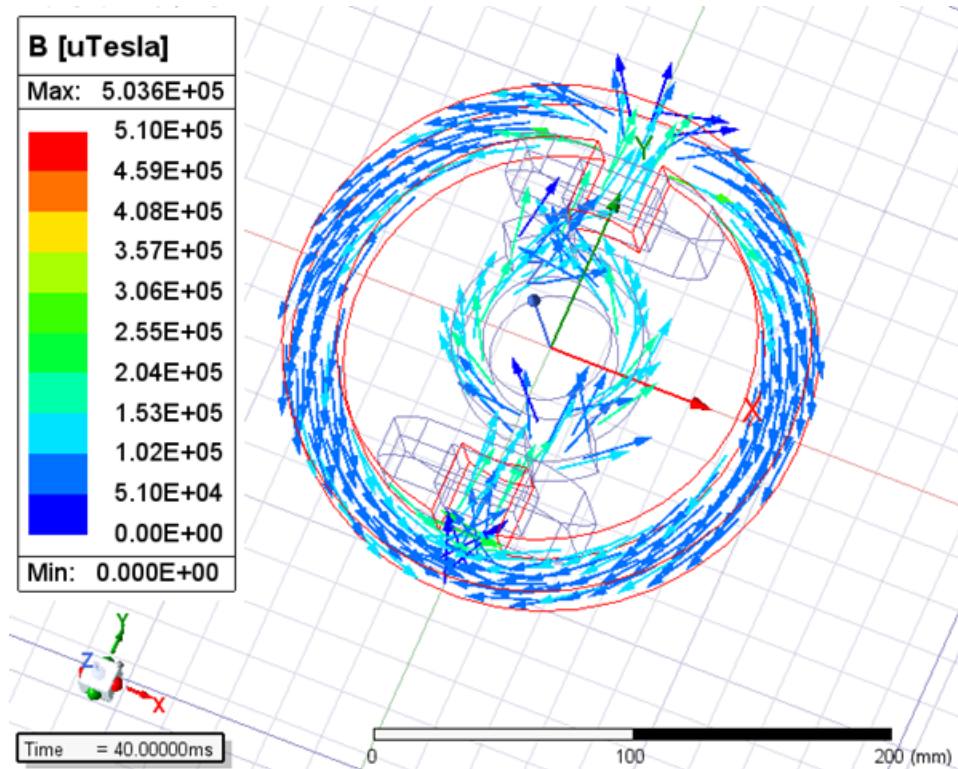 B [uTesla]
Max: 5.036E+05
5.10E+05
4.59E+05
4.08E+05
3.57E+05
3.06E+05
2.55E+05
2.04E+05
1.53E+05
1.02E+05
5.10E+04
0.00E+00
Min: 0.000E+00
Y
X
Y
Z
X
Time = 40.00000ms
0 100 200 (mm)